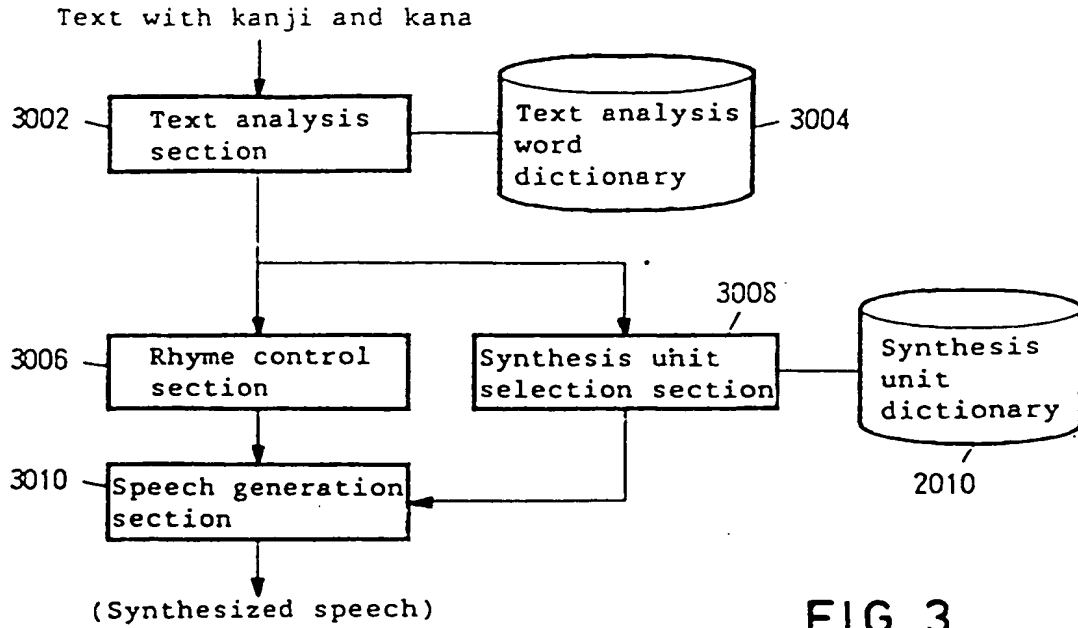 Text with kanji and kana
3002
Text analysis
section
Text analysis
word
dictionary
3004
3008
3006
Rhyme control
section
Synthesis unit
selection section
Synthesis
unit
dictionary
2010
3010
Speech generation
section
(Synthesized speech)
FIG 3